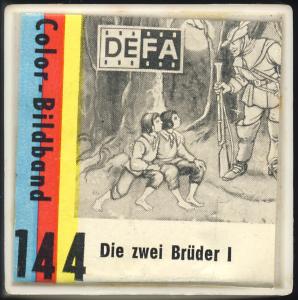 DEFA
Color-Bildband
144
Die zwei Brüder I